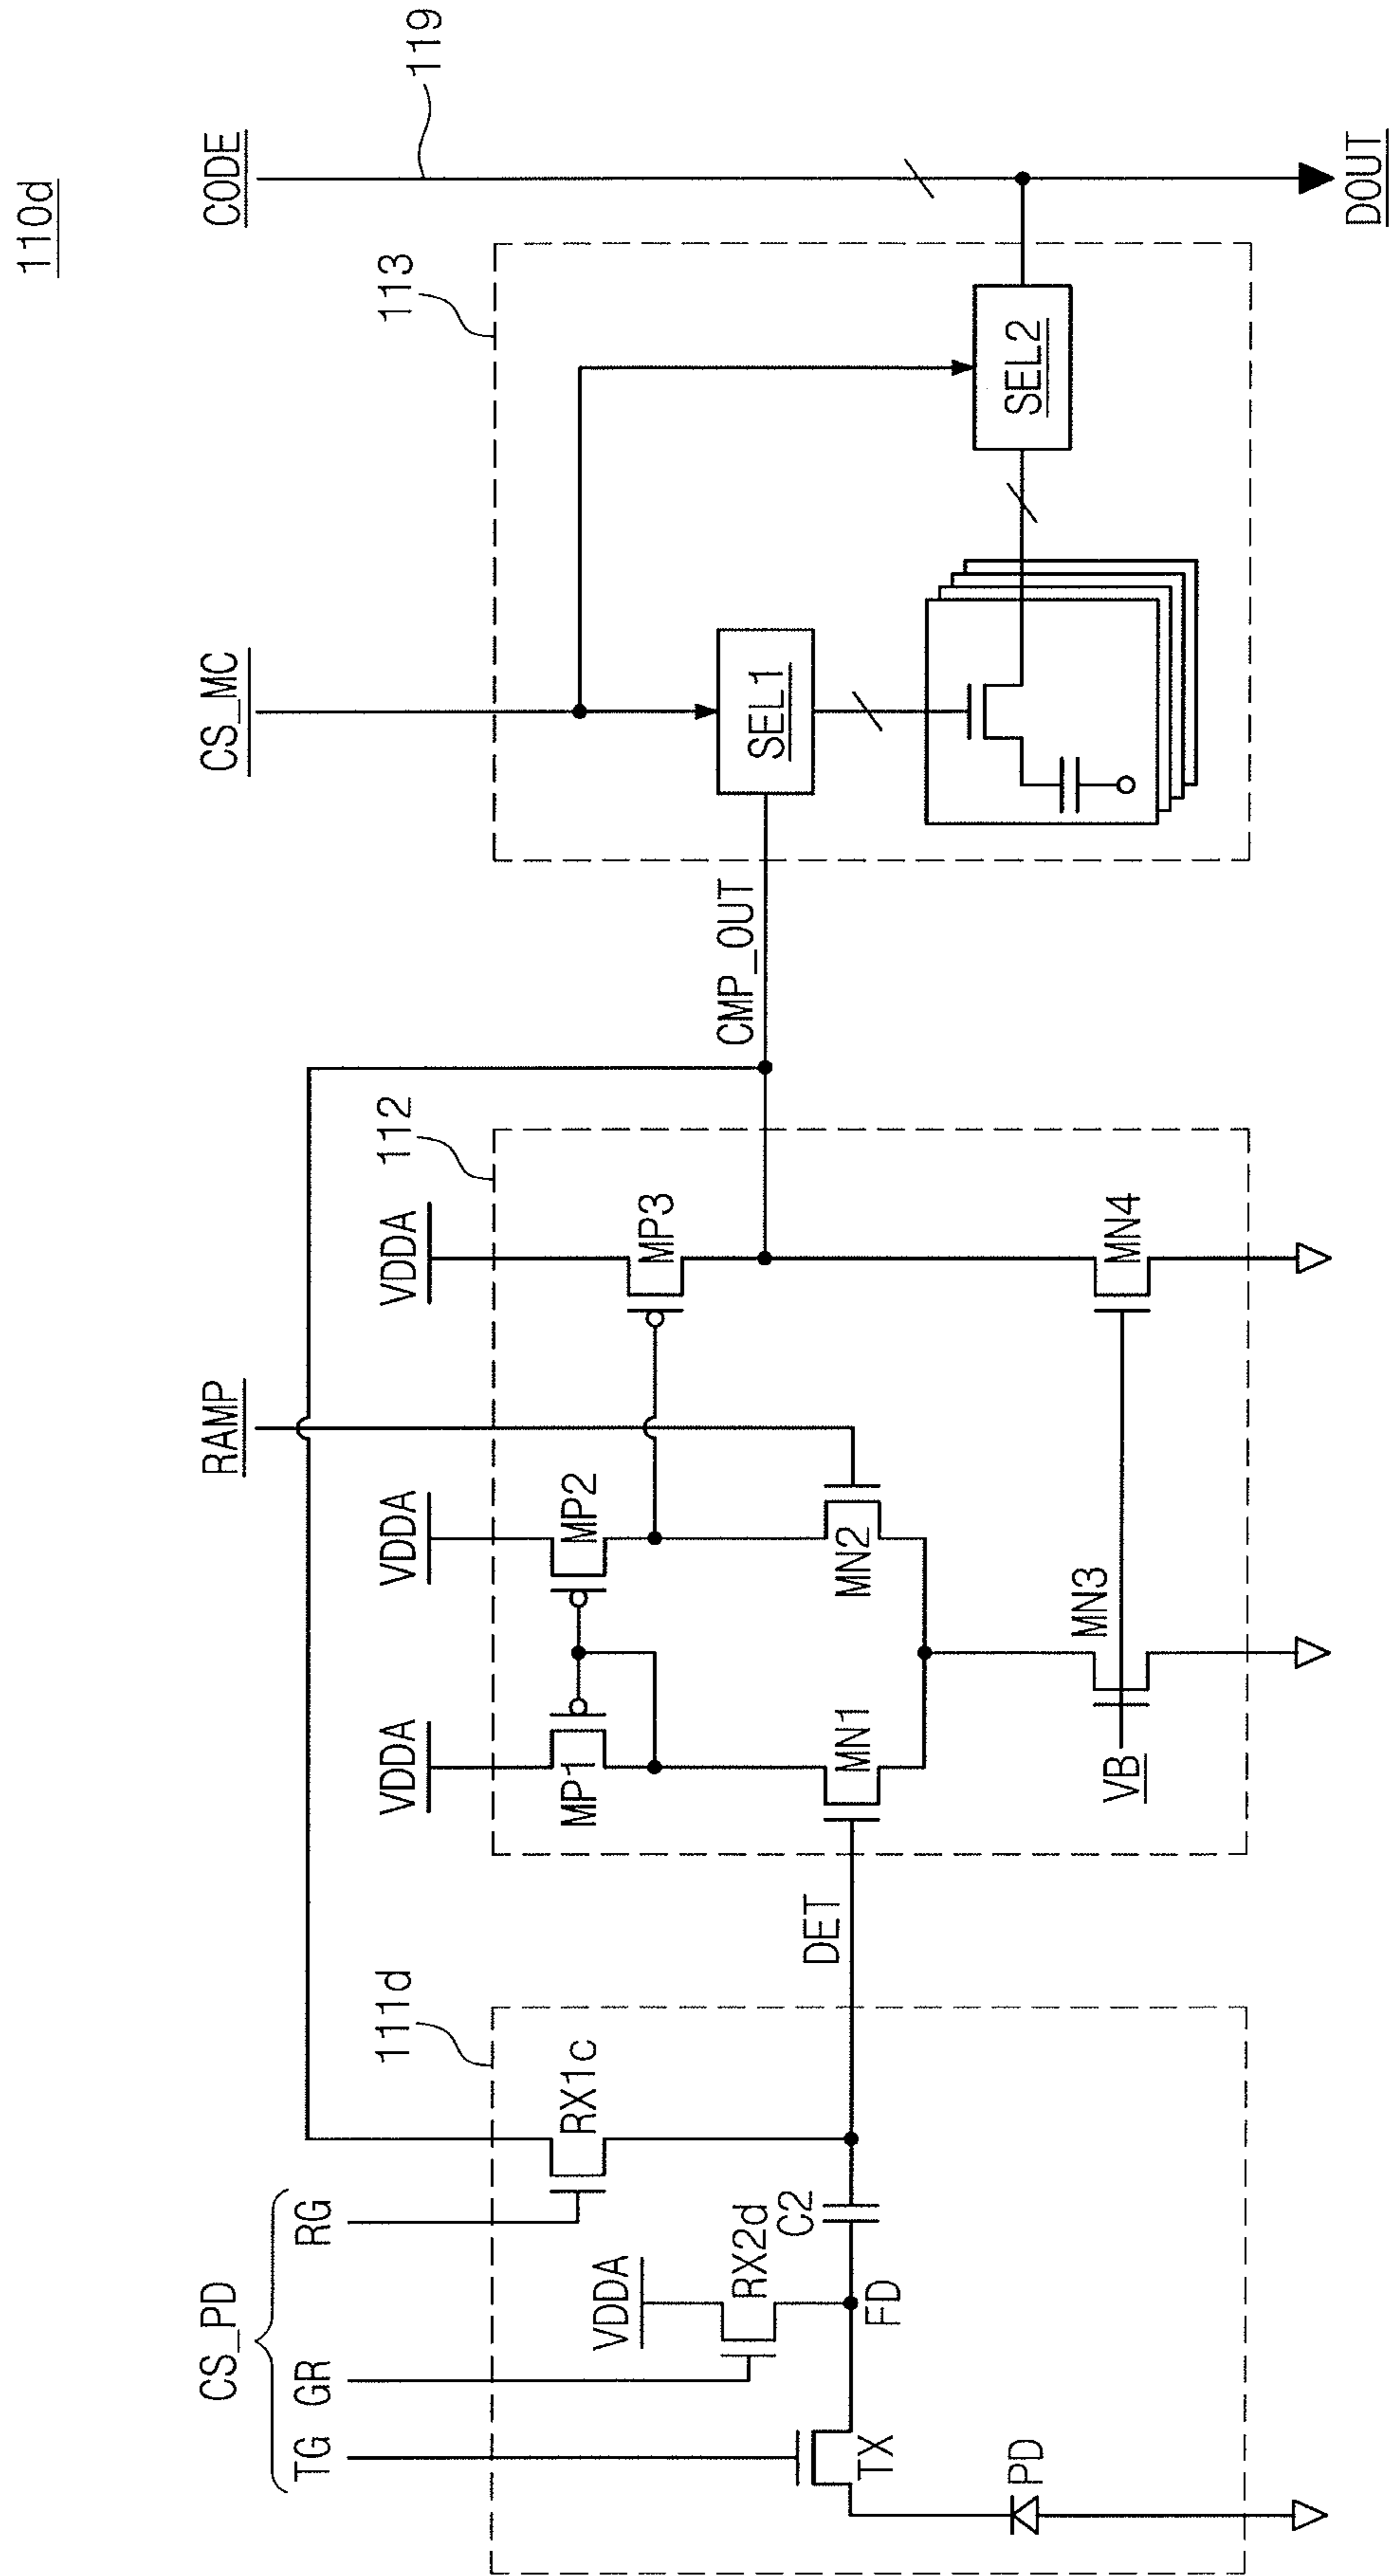 110d
CS_PD
TG
GR
RG
RAMP
CS_MC
CODE
119
111d
112
113
VDDA
RX2d
RX1c
FD
C2
TX
PD
DET
VDDA
VDDA
VDDA
MP1
MP2
MP3
MN1
MN2
MN3
MN4
VB
CMP_OUT
SEL1
SEL2
DOUT